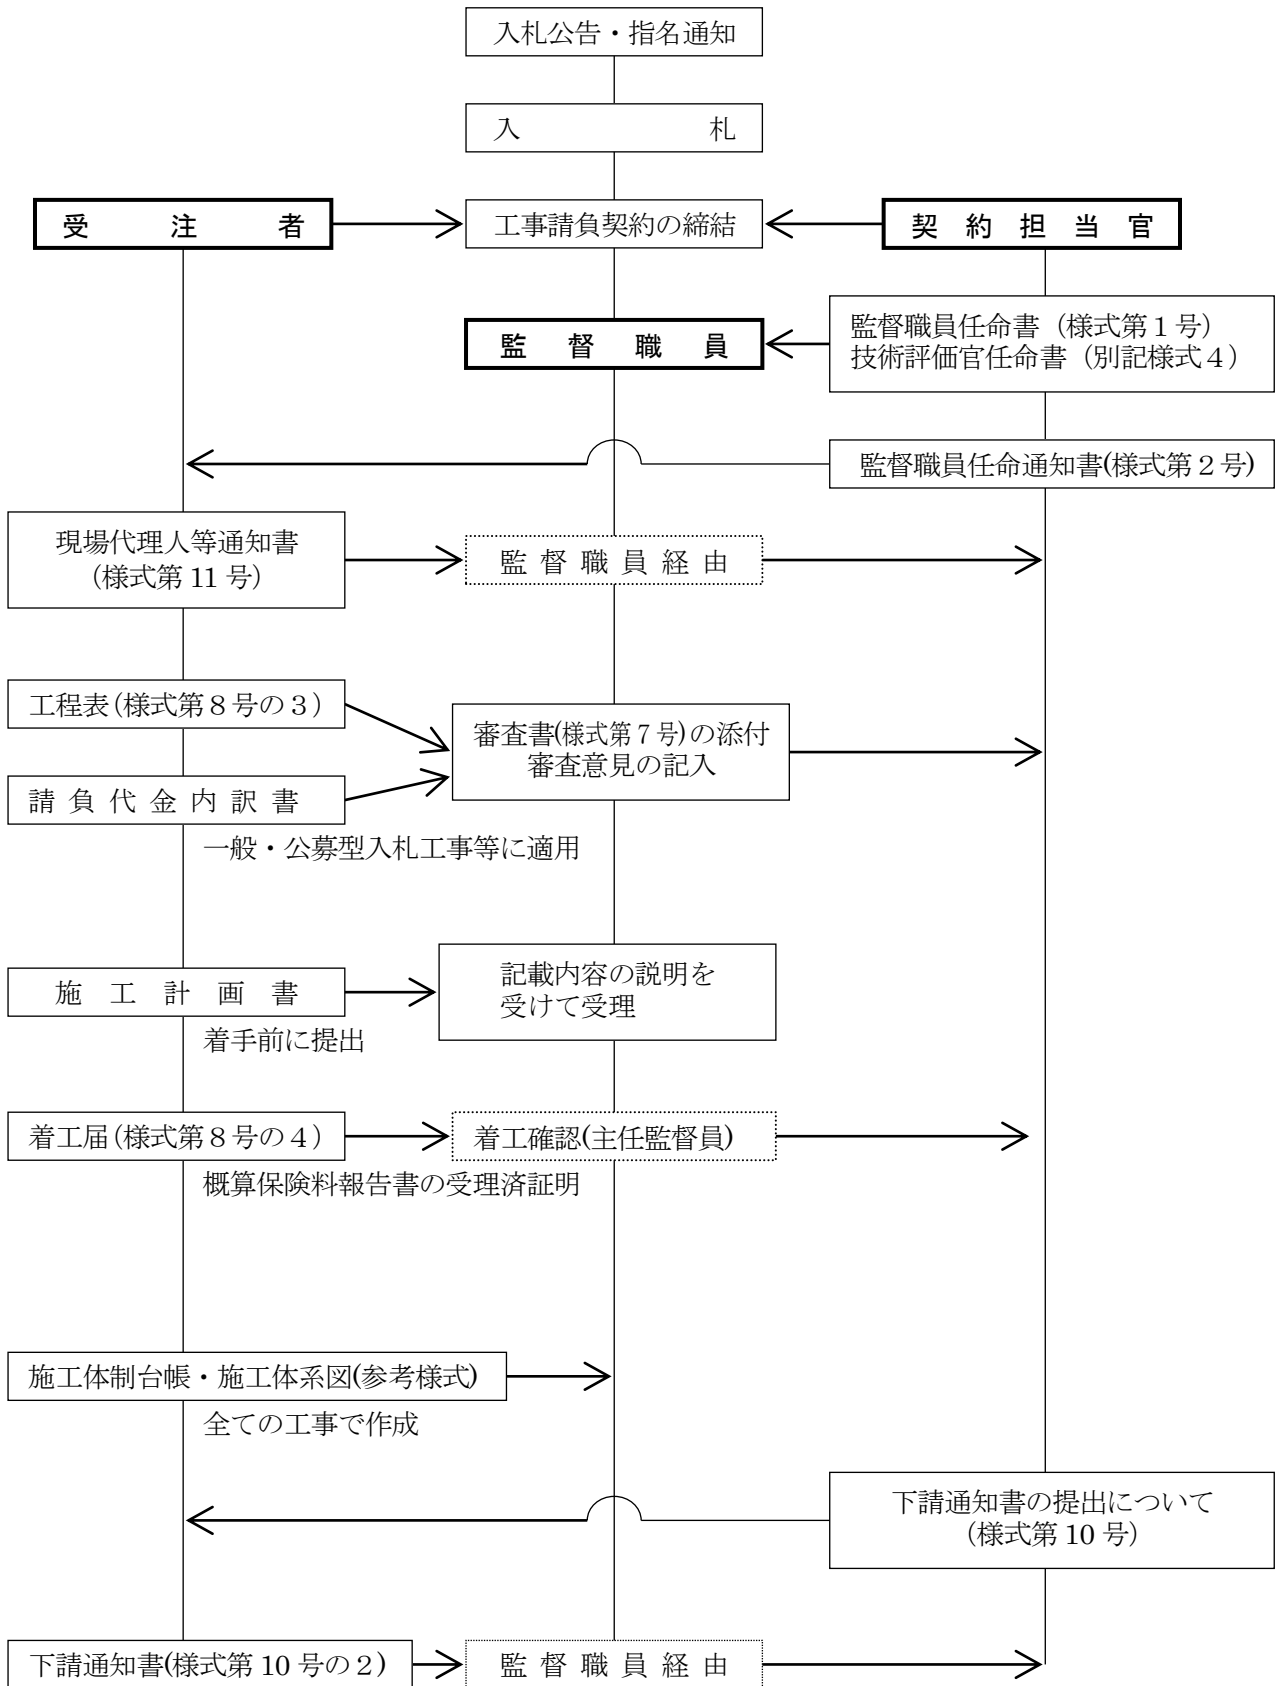 入札公告・指名通知
入札
受注者
工事請負契約の締結
契約担当官
監督職員
監督職員任命書（様式第１号）
技術評価官任命書（別記様式４）
監督職員任命通知書(様式第２号)
現場代理人等通知書
（様式第 11 号）
監督職員経由
工程表(様式第８号の３)
審査書(様式第７号)の添付
審査意見の記入
請負代金内訳書
一般・公募型入札工事等に適用
施工計画書
記載内容の説明を
受けて受理
着手前に提出
着工届(様式第８号の４)
着工確認(主任監督員)
概算保険料報告書の受理済証明
施工体制台帳・施工体系図(参考様式)
全ての工事で作成
下請通知書の提出について
（様式第 10 号）
下請通知書(様式第 10 号の２)
監督職員経由